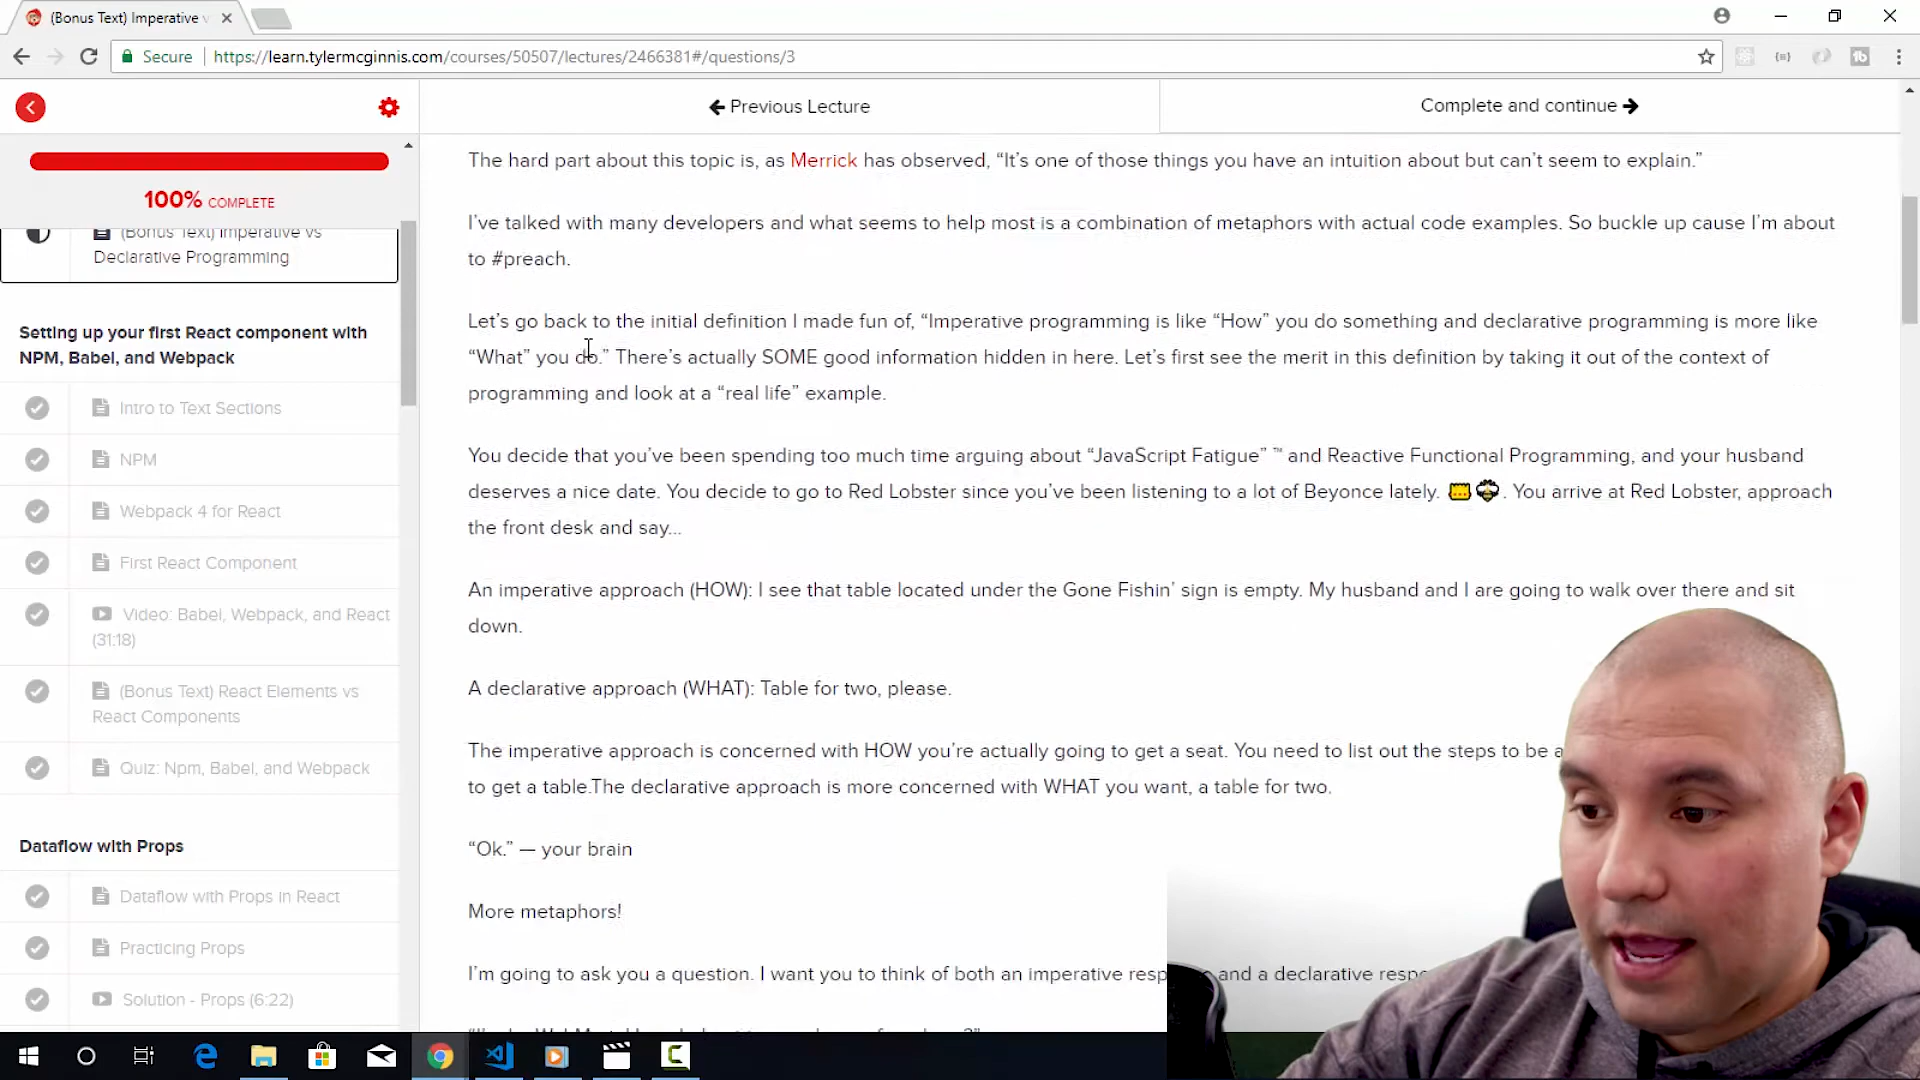 (Bonus Text) Imperative v
Secure https://learn.tylermcginnis.com/courses/50507/lectures/2466381#/questions/3
Previous Lecture
Complete and continue
100% COMPLETE
(Bonus Text) Imperative vs
Declarative Programming
Setting up your first React component with
NPM, Babel, and Webpack
Intro to Text Sections
NPM
Webpack 4 for React
First React Component
Video: Babel, Webpack, and React
(31:18)
(Bonus Text) React Elements vs
React Components
Quiz: Npm, Babel, and Webpack
Dataflow with Props
Dataflow with Props in React
Practicing Props
Solution - Props (6:22)
The hard part about this topic is, as Merrick has observed, “It’s one of those things you have an intuition about but can’t seem to explain.”
I’ve talked with many developers and what seems to help most is a combination of metaphors with actual code examples. So buckle up cause I’m about
to #preach.
Let’s go back to the initial definition I made fun of, “Imperative programming is like “How” you do something and declarative programming is more like
“What” you do.” There’s actually SOME good information hidden in here. Let’s first see the merit in this definition by taking it out of the context of
programming and look at a “real life” example.
You decide that you’ve been spending too much time arguing about “JavaScript Fatigue” ™ and Reactive Functional Programming, and your husband
deserves a nice date. You decide to go to Red Lobster since you’ve been listening to a lot of Beyonce lately. . You arrive at Red Lobster, approach
the front desk and say...
An imperative approach (HOW): I see that table located under the Gone Fishin’ sign is empty. My husband and I are going to walk over there and sit
down.
A declarative approach (WHAT): Table for two, please.
The imperative approach is concerned with HOW you’re actually going to get a seat. You need to list out the steps to be a
to get a table.The declarative approach is more concerned with WHAT you want, a table for two.
“Ok.” — your brain
More metaphors!
I’m going to ask you a question. I want you to think of both an imperative resp and a declarative respo